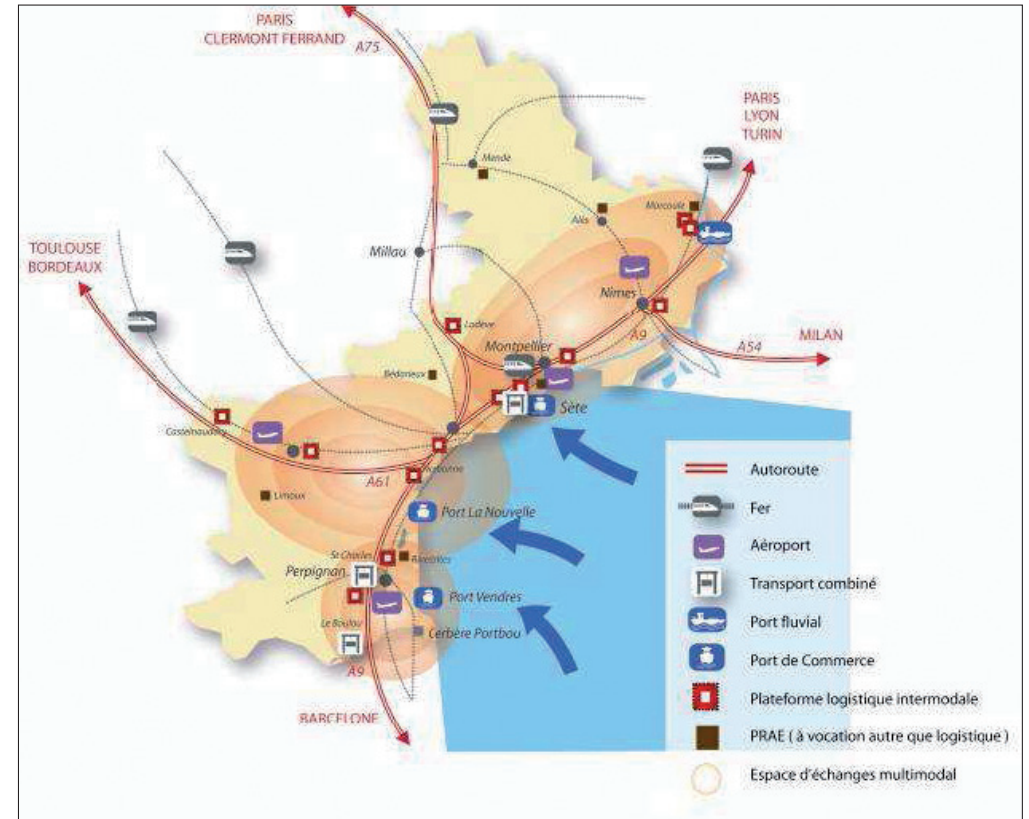 PARIS
CLERMONT FERRAND
A75
PARIS
LYON
TURIN
Mende
Marcoule
Alès
Millau
TOULOUSE
BORDEAUX
Nîmes
Lodève
A9
MILAN
A54
Montpellier
Bédarieux
Sète
Castelnaudary
Narbonne
A61
Limoux
Port La Nouvelle
St Charles
Rivesaltes
Perpignan
Port Vendres
Le Boulou
Cerbère Portbou
A9
BARCELONE
Autoroute
Fer
Aéroport
Transport combiné
Port fluvial
Port de Commerce
Plateforme logistique intermodale
PRAE ( à vocation autre que logistique )
Espace d'échanges multimodal